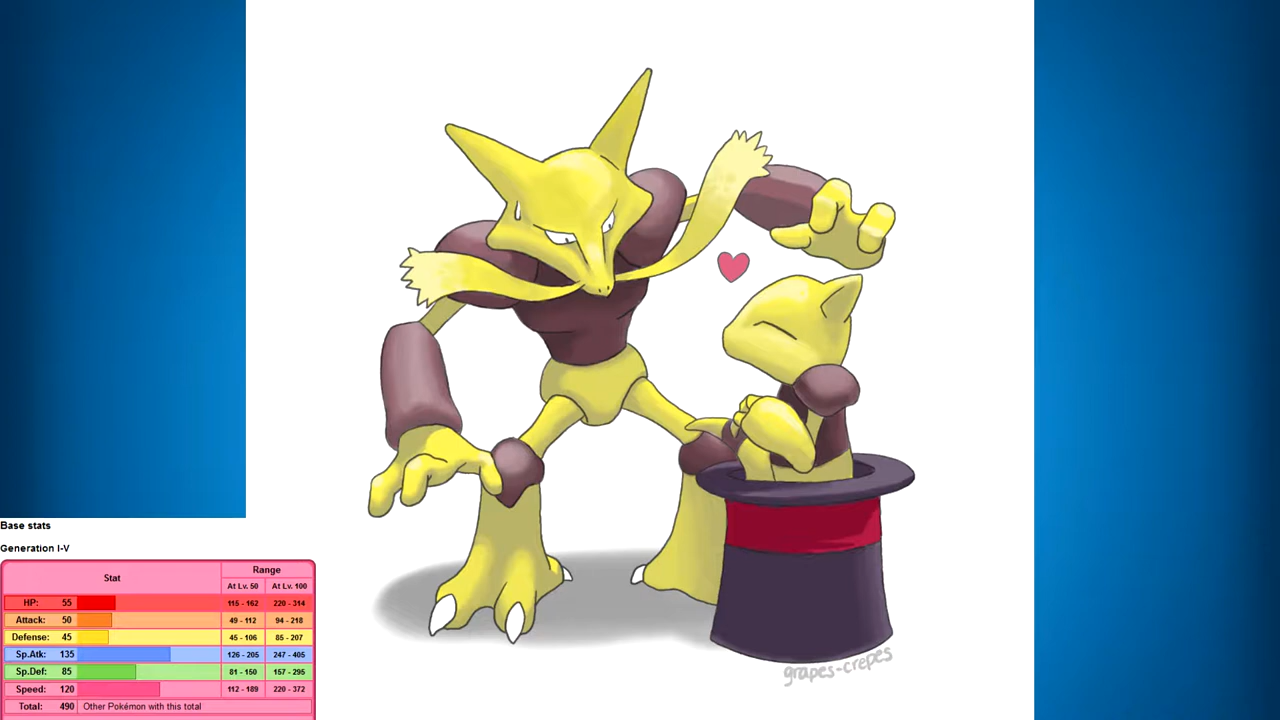 Base stats
Generation I-V
Stat Range
At Lv. 50 At Lv. 100
HP: 55 115 - 162 220 - 314
Attack: 50 49 - 112 94 - 218
Defense: 45 45 - 106 85 - 207
Sp.Atk: 135 126 - 205 247 - 405
Sp.Def: 85 81 - 150 157 - 295
Speed: 120 112 - 189 220 - 372
Total: 490 Other Pokémon with this total
grapes-crepes